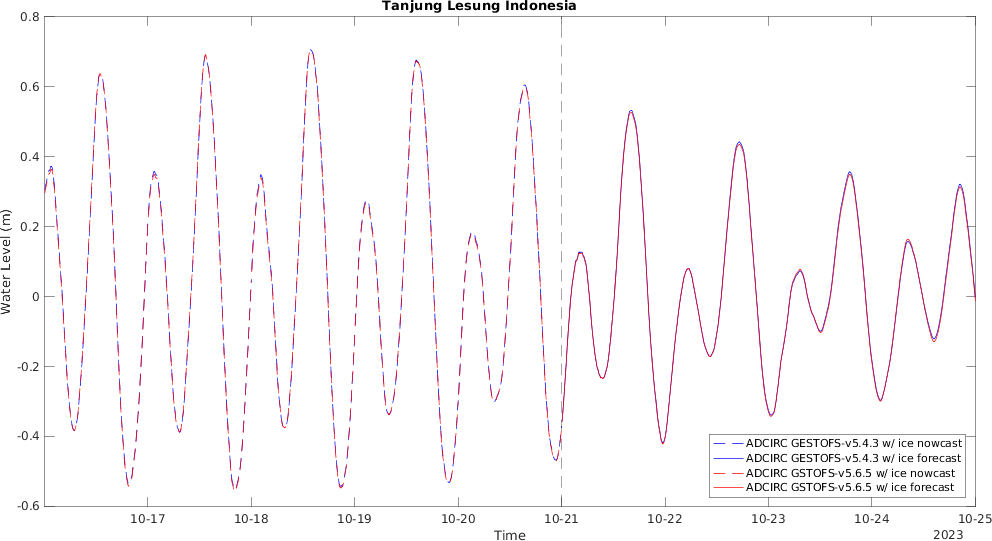 Tanjung Lesung Indonesia
0.8
0.6
0.4
0.2
0
-0.2
-0.4
-0.6
Water Level (m)
10-17
10-18
10-19
10-20
10-21
10-22
10-23
10-24
10-25
Time
2023
ADCIRC GESTOFS-v5.4.3 w/ ice nowcast
ADCIRC GESTOFS-v5.4.3 w/ ice forecast
ADCIRC GSTOFS-v5.6.5 w/ ice nowcast
ADCIRC GSTOFS-v5.6.5 w/ ice forecast